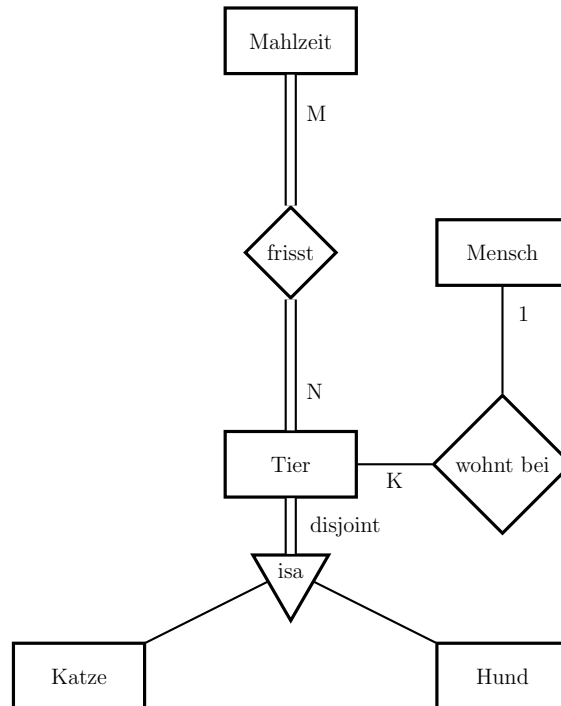 Mahlzeit
M
frisst
Mensch
1
N
Tier
K
wohnt bei
disjoint
isa
Katze
Hund